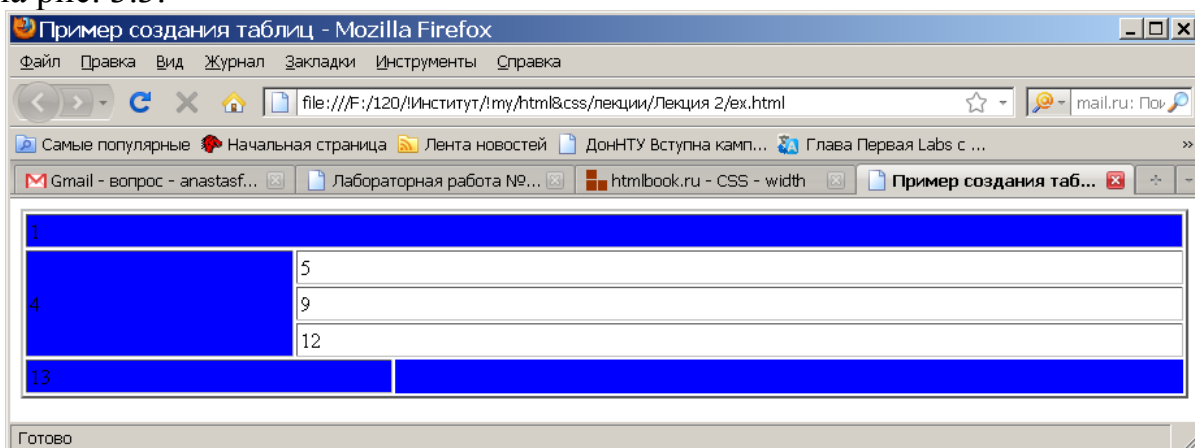 на рис. 3.3.
Пример создания таблиц - Mozilla Firefox
Файл Правка Вид Журнал Закладки Инструменты Справка
file:///F:/120/!Институт/!my/html&css/лекции/Лекция 2/ex.html mail.ru: Пои
Самые популярные Начальная страница Лента новостей ДонНТУ Вступна камп... Глава Первая Labs с ... »
Gmail - вопрос - anastasf... Лабораторная работа №... htmlbook.ru - CSS - width Пример создания таб...
1
5
4
9
12
13
Готово